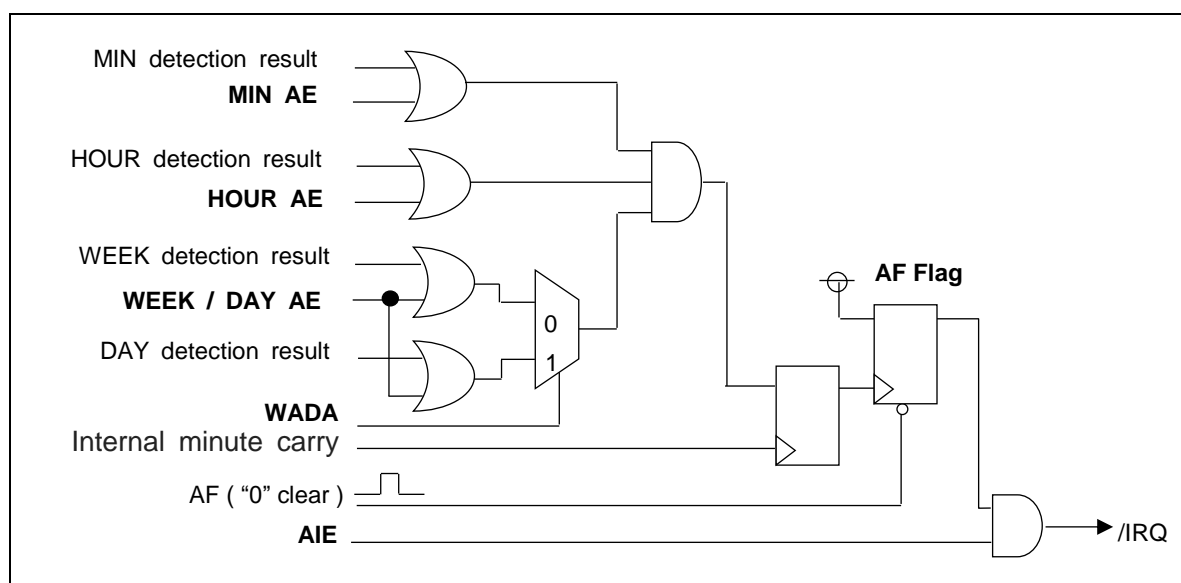 MIN detection result
MIN AE
HOUR detection result
HOUR AE
WEEK detection result
WEEK / DAY AE
DAY detection result
0
1
WADA
Internal minute carry
AF Flag
AF ( “0” clear )
AIE
/IRQ